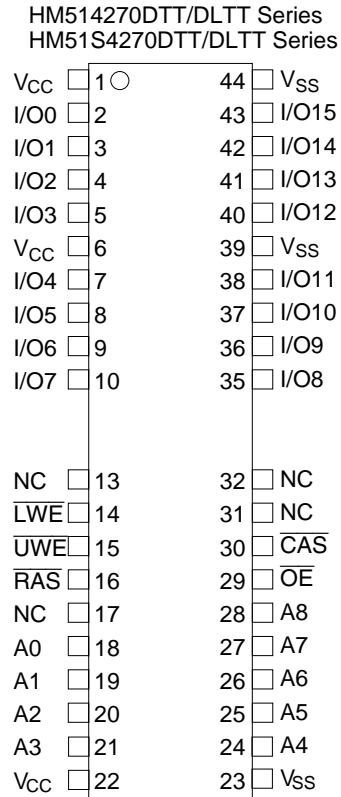 HM514270DTT/DLTT Series
HM51S4270DTT/DLTT Series
VCC 1 44 VSS
I/O0 2 43 I/O15
I/O1 3 42 I/O14
I/O2 4 41 I/O13
I/O3 5 40 I/O12
VCC 6 39 VSS
I/O4 7 38 I/O11
I/O5 8 37 I/O10
I/O6 9 36 I/O9
I/O7 10 35 I/O8
NC 13 32 NC
LWE 14 31 NC
UWE 15 30 CAS
RAS 16 29 OE
NC 17 28 A8
A0 18 27 A7
A1 19 26 A6
A2 20 25 A5
A3 21 24 A4
VCC 22 23 VSS